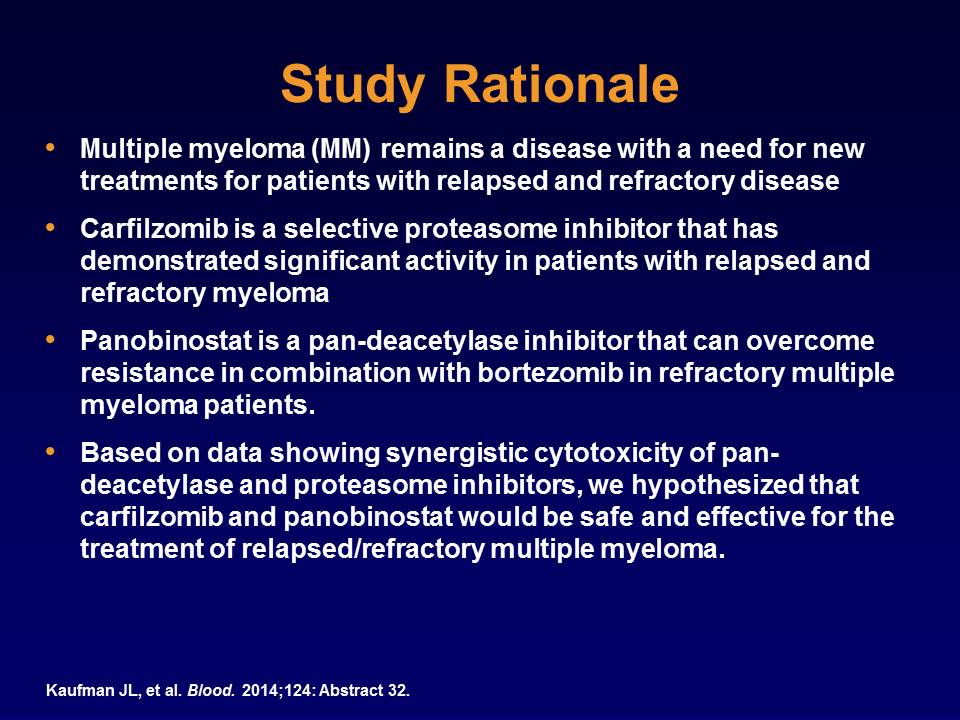 Study Rationale
• Multiple myeloma (MM) remains a disease with a need for new
treatments for patients with relapsed and refractory disease
• Carfilzomib is a selective proteasome inhibitor that has
demonstrated significant activity in patients with relapsed and
refractory myeloma
• Panobinostat is a pan-deacetylase inhibitor that can overcome
resistance in combination with bortezomib in refractory multiple
myeloma patients.
• Based on data showing synergistic cytotoxicity of pan-
deacetylase and proteasome inhibitors, we hypothesized that
carfilzomib and panobinostat would be safe and effective for the
treatment of relapsed/refractory multiple myeloma.
Kaufman JL, et al. Blood. 2014;124: Abstract 32.